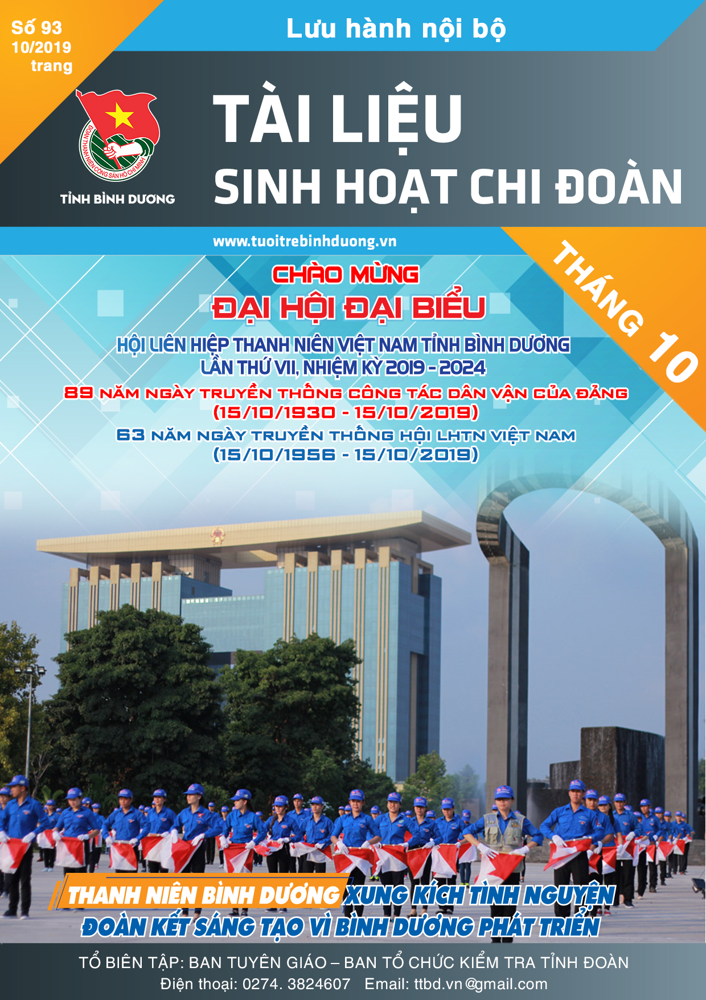 Số 93
10/2019
trang
Lưu hành nội bộ
TÀI LIỆU
SINH HOẠT CHI ĐOÀN
ĐOÀN THANH NIÊN CỘNG SẢN HỒ CHÍ MINH
TỈNH BÌNH DƯƠNG
www.tuoitrebinhduong.vn
THÁNG 10
CHÀO MỪNG
ĐẠI HỘI ĐẠI BIỂU
HỘI LIÊN HIỆP THANH NIÊN VIỆT NAM TỈNH BÌNH DƯƠNG
LẦN THỨ VII, NHIỆM KỲ 2019 - 2024
89 NĂM NGÀY TRUYỀN THỐNG CÔNG TÁC DÂN VẬN CỦA ĐẢNG
(15/10/1930 - 15/10/2019)
63 NĂM NGÀY TRUYỀN THỐNG HỘI LHTN VIỆT NAM
(15/10/1956 - 15/10/2019)
THANH NIÊN BÌNH DƯƠNG XUNG KÍCH TÌNH NGUYỆN
ĐOÀN KẾT SÁNG TẠO VÌ BÌNH DƯƠNG PHÁT TRIỂN
TỔ BIÊN TẬP: BAN TUYÊN GIÁO – BAN TỔ CHỨC KIỂM TRA TỈNH ĐOÀN
Điện thoại: 0274. 3824607 Email: ttbd.vn@gmail.com